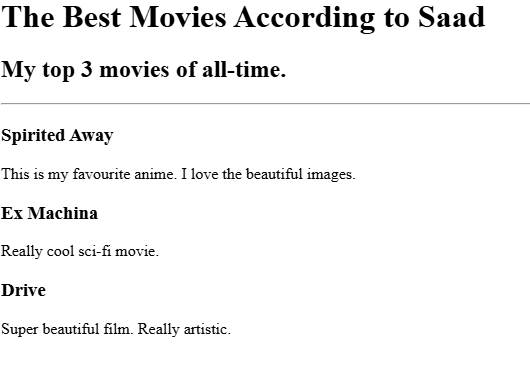 The Best Movies According to Saad
My top 3 movies of all-time.
Spirited Away
This is my favourite anime. I love the beautiful images.
Ex Machina
Really cool sci-fi movie.
Drive
Super beautiful film. Really artistic.